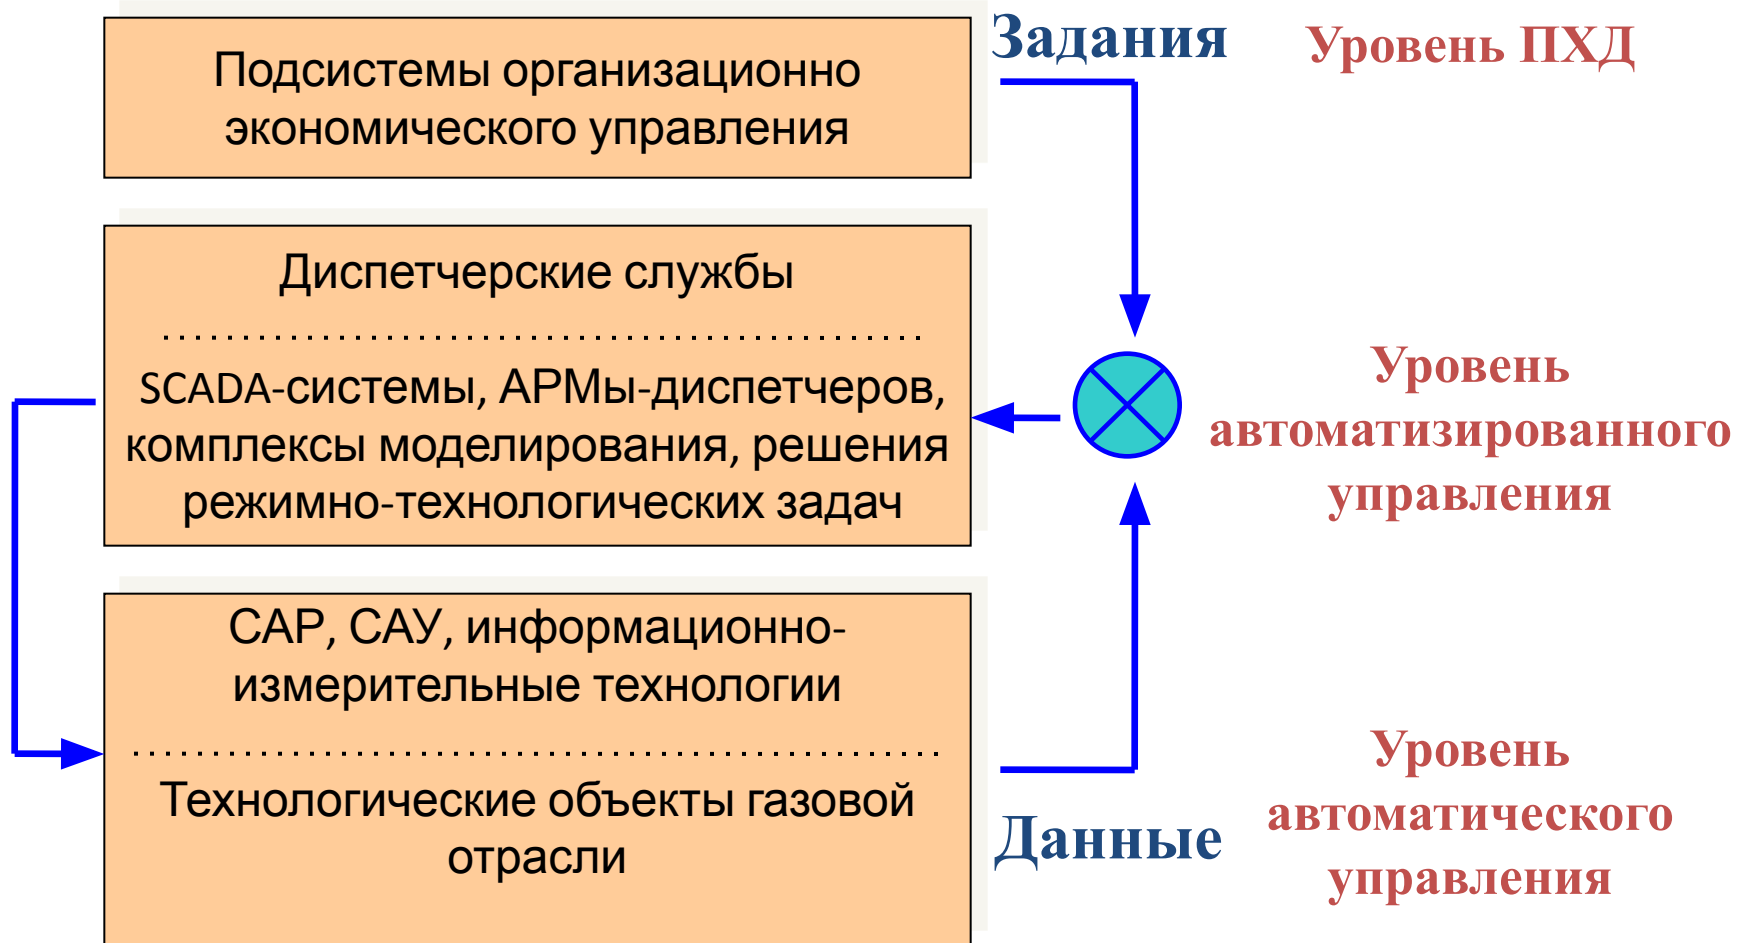 Подсистемы организационно
экономического управления
Задания
Уровень ПХД
Диспетчерские службы
SCADA-системы, АРМы-диспетчеров,
комплексы моделирования, решения
режимно-технологических задач
Уровень
автоматизированного
управления
САР, САУ, информационно-
измерительные технологии
Технологические объекты газовой
отрасли
Данные
Уровень
автоматического
управления